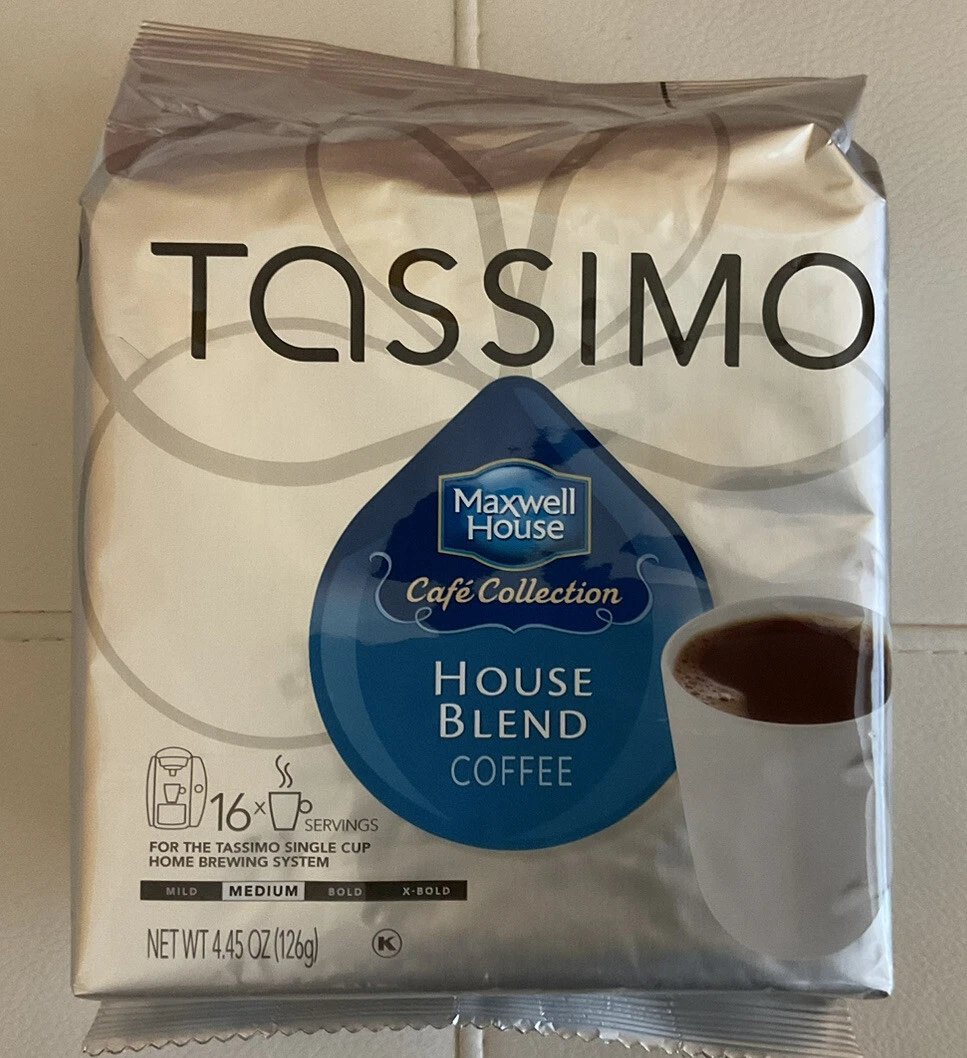 TASSIMO
Maxwell
House
Café Collection
HOUSE
BLEND
COFFEE
16 x SERVINGS
FOR THE TASSIMO SINGLE CUP
HOME BREWING SYSTEM
MILD MEDIUM BOLD X-BOLD
NET WT 4.45 OZ (126g) K